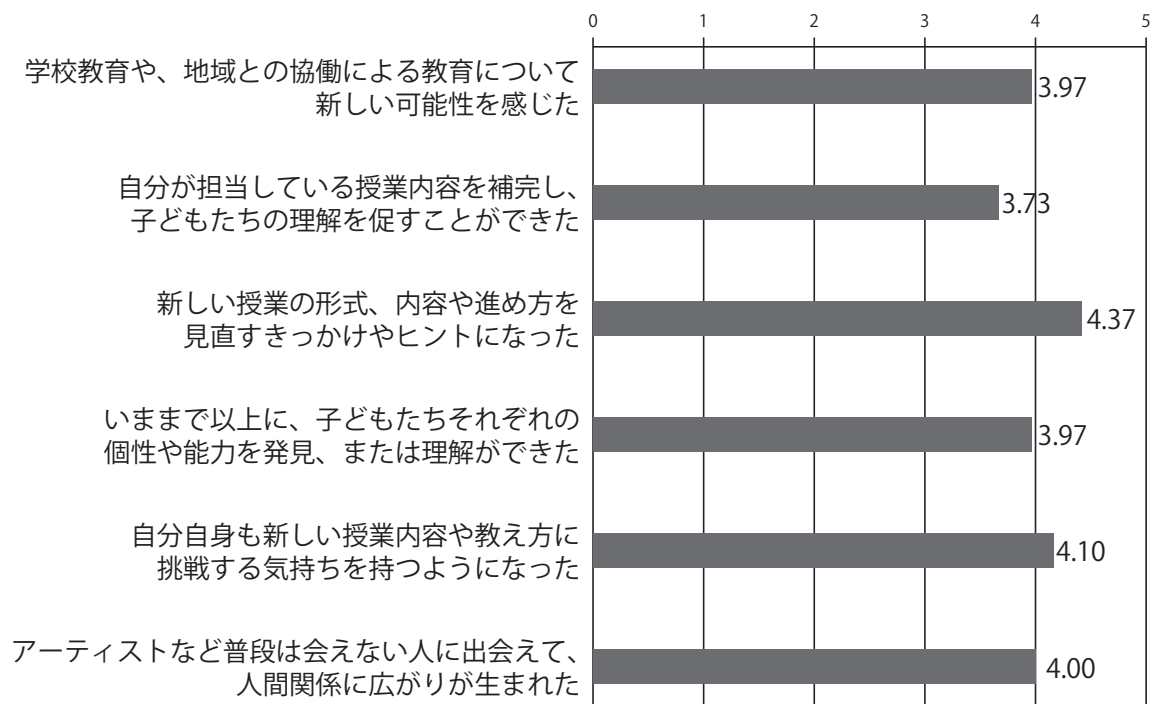 0 1 2 3 4 5
学校教育や、地域との協働による教育について
新しい可能性を感じた
3.97
自分が担当している授業内容を補完し、
子どもたちの理解を促すことができた
3.73
新しい授業の形式、内容や進め方を
見直すきっかけやヒントになった
4.37
いままで以上に、子どもたちそれぞれの
個性や能力を発見、または理解ができた
3.97
自分自身も新しい授業内容や教え方に
挑戦する気持ちを持つようになった
4.10
アーティストなど普段は会えない人に出会えて、
人間関係に広がりが生まれた
4.00